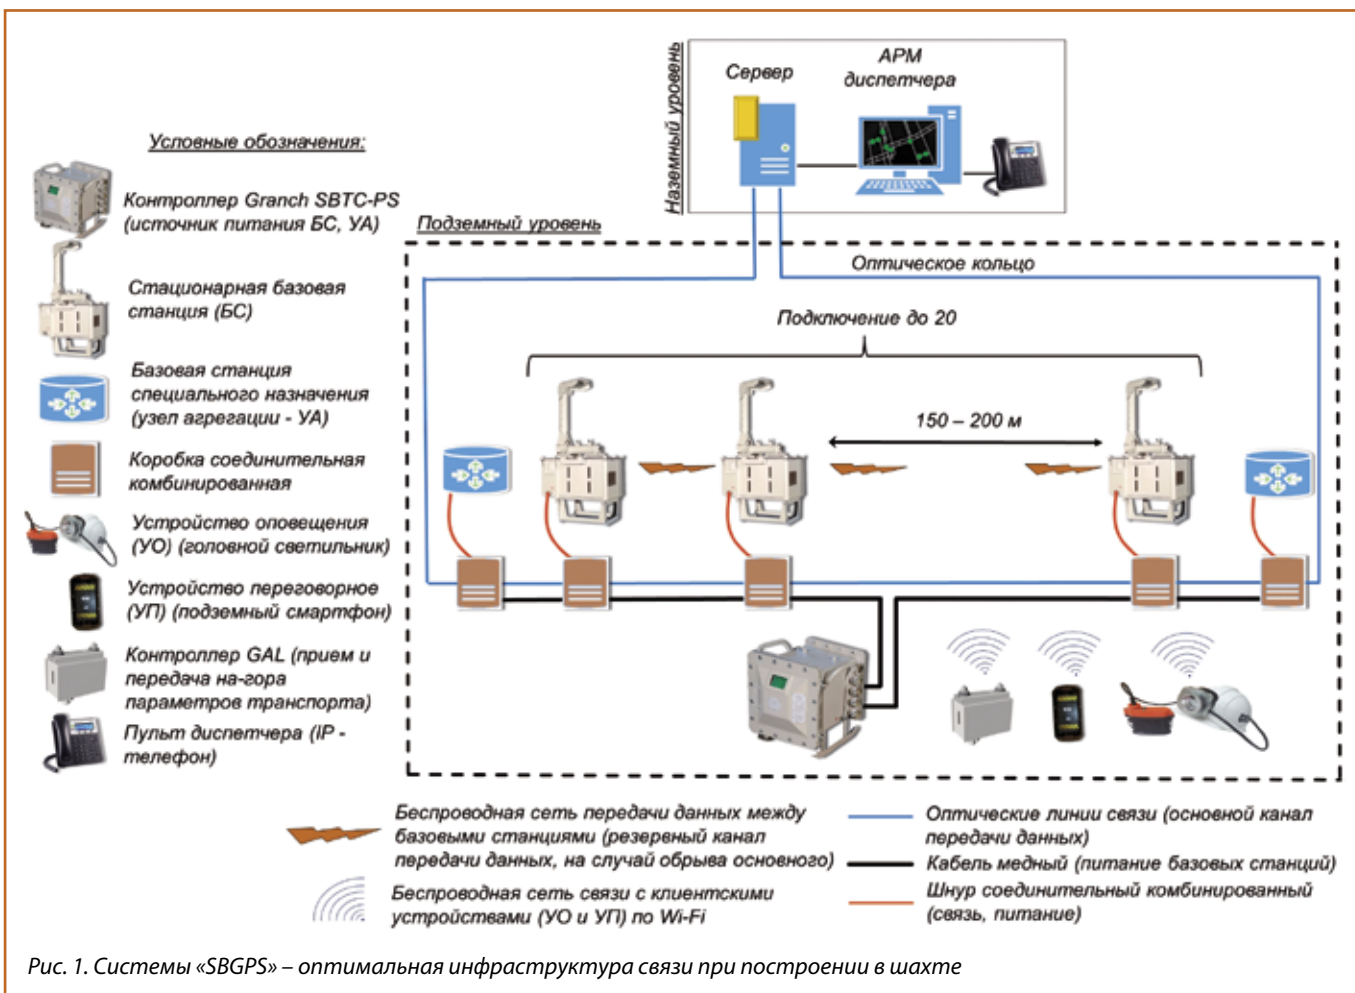 Наземный уровень
Сервер
АРМ
диспетчера
Условные обозначения:
Контроллер Granch SBTC-PS
(источник питания БС, УА)
Стационарная базовая
станция (БС)
Базовая станция
специального назначения
(узел агрегации - УА)
Коробка соединительная
комбинированная
Устройство оповещения
(УО) (головной светильник)
Устройство переговорное
(УП) (подземный смартфон)
Контроллер GAL (прием и
передача на-гора
параметров транспорта)
Пульт диспетчера (IP -
телефон)
Подземный уровень
Оптическое кольцо
Подключение до 20
150 – 200 м
Беспроводная сеть передачи данных между
базовыми станциями (резервный канал
передачи данных, на случай обрыва основного)
Беспроводная сеть связи с клиентскими
устройствами (УО и УП) по Wi-Fi
Оптические линии связи (основной канал
передачи данных)
Кабель медный (питание базовых станций)
Шнур соединительный комбинированный
(связь, питание)
Рис. 1. Системы «SBGPS» – оптимальная инфраструктура связи при построении в шахте